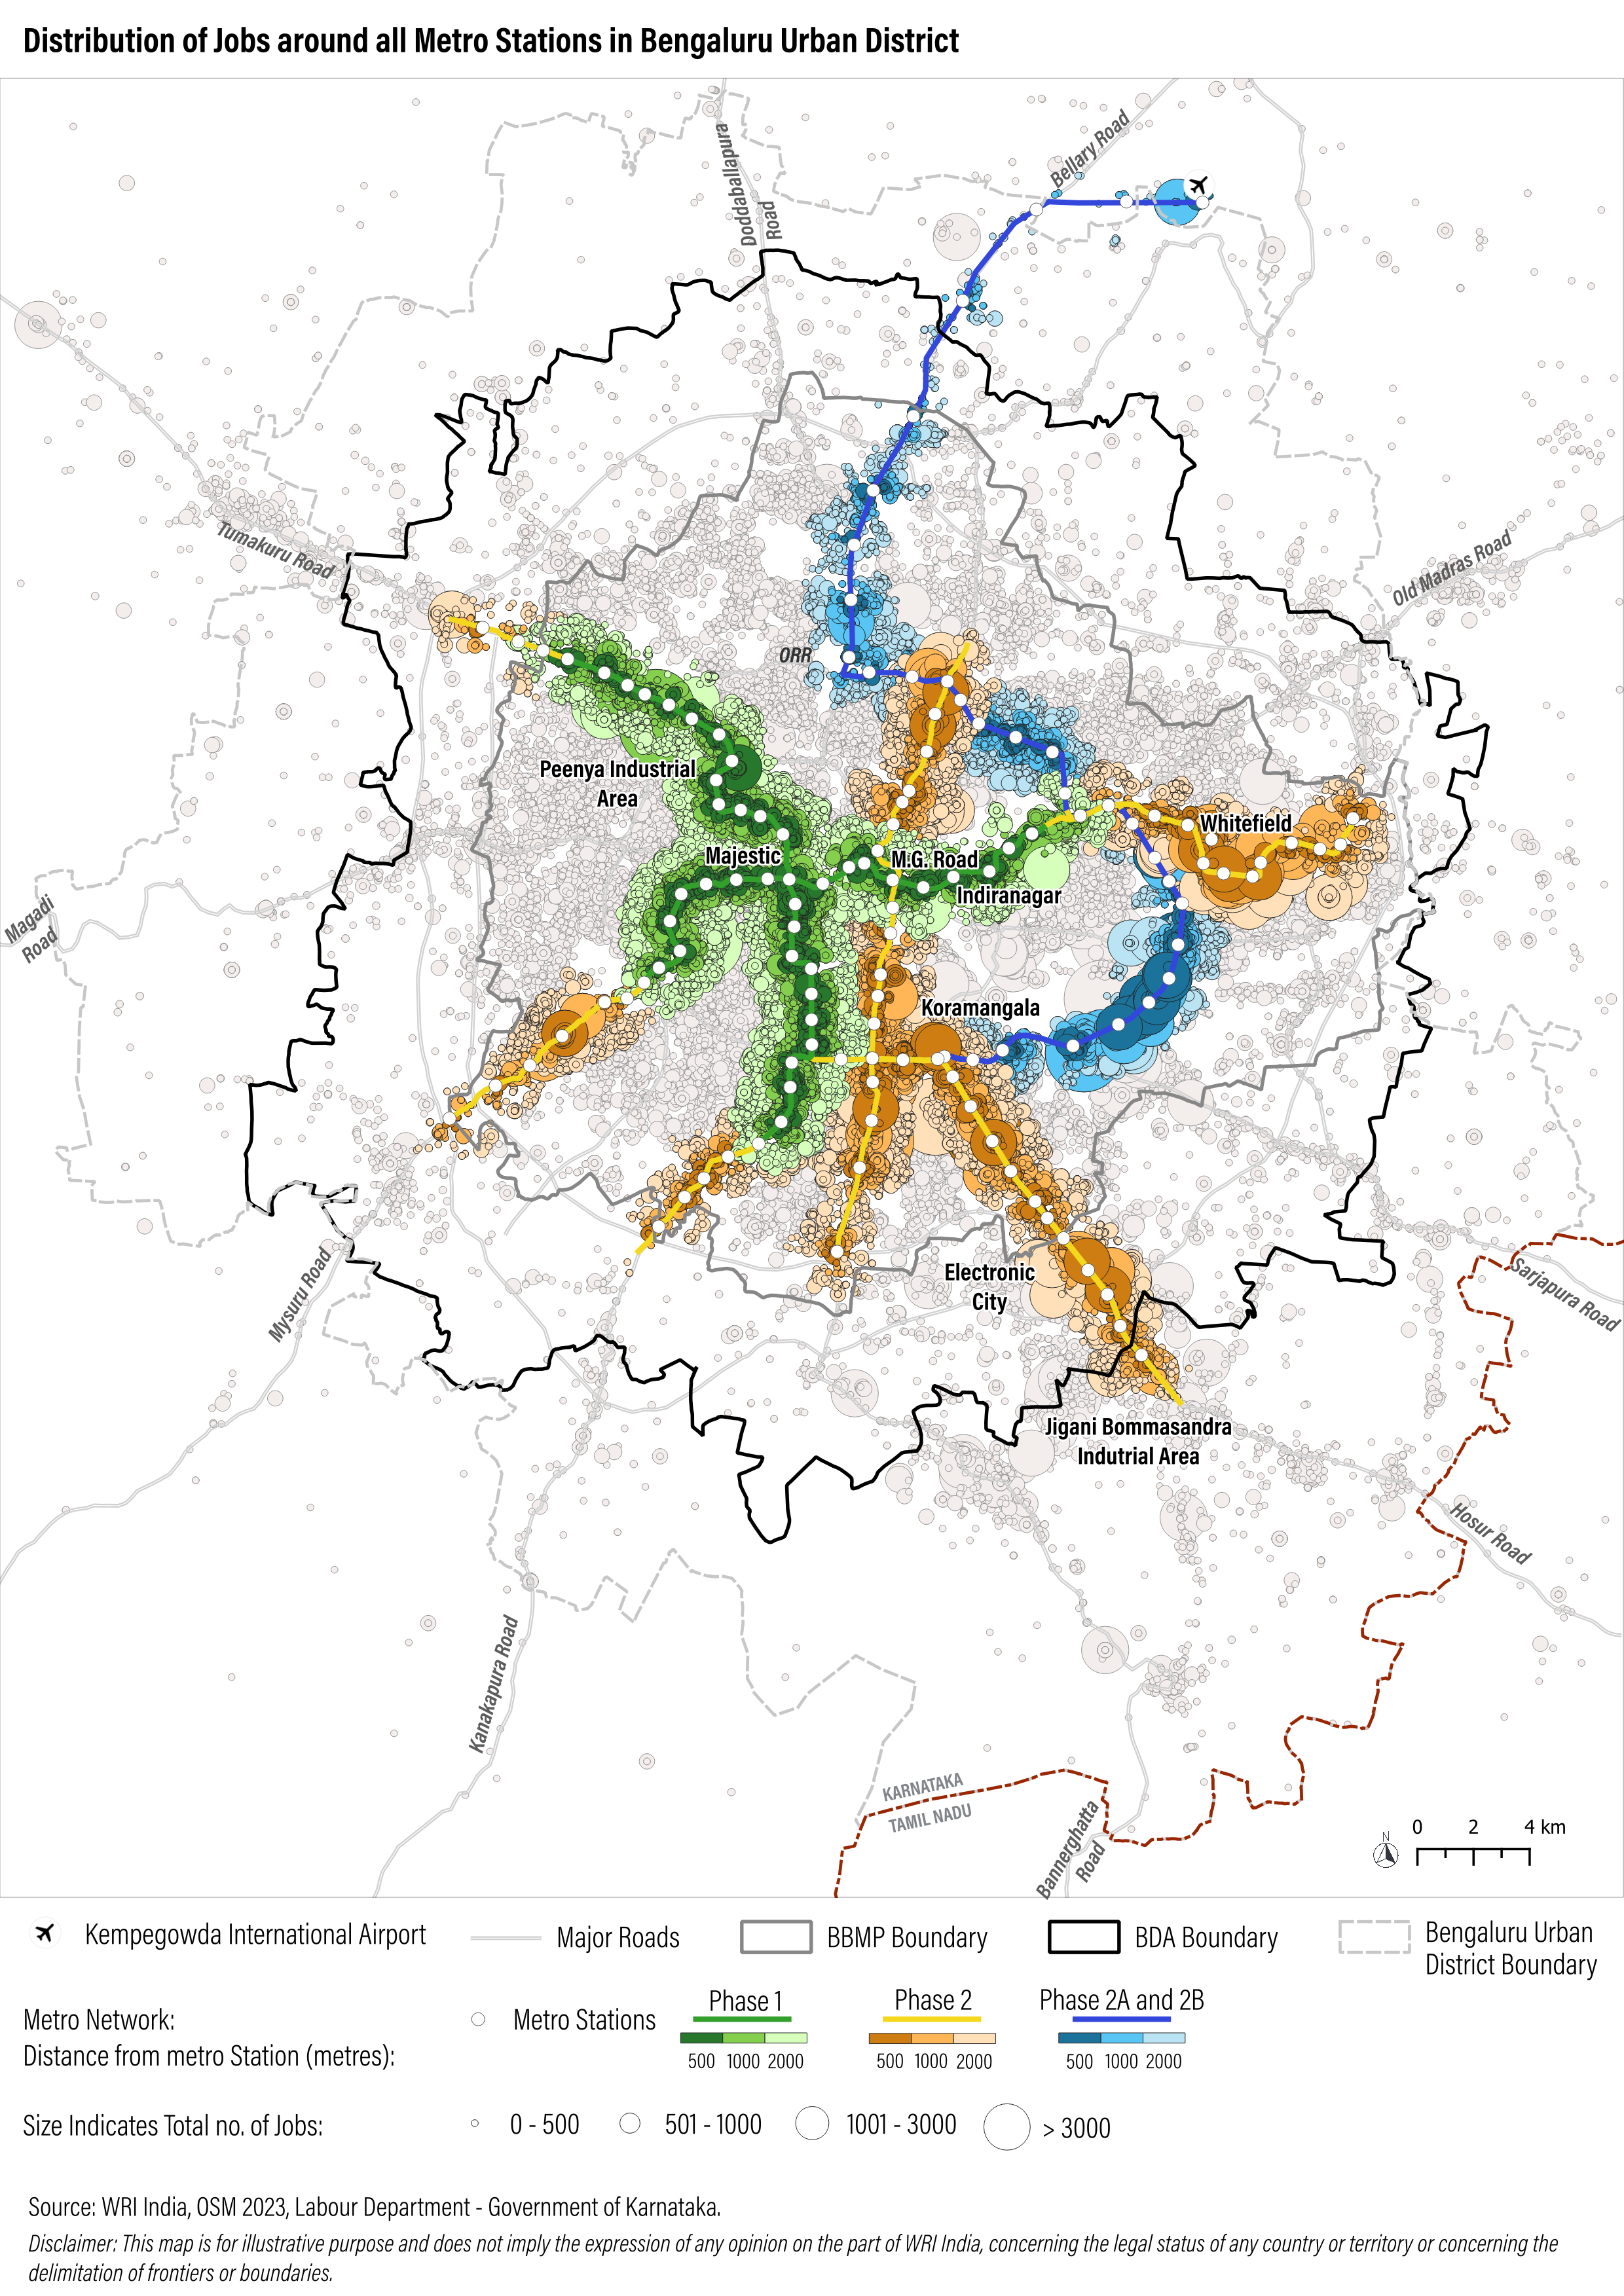 Distribution of Jobs around all Metro Stations in Bengaluru Urban District
Doddaballapura
Road
Bellary Road
Tumakuru Road
Old Madras Road
ORR
Peenya Industrial
Area
Majestic
M.G. Road
Whitefield
Indiranagar
Magadi
Road
Koramangala
Electronic
City
Mysuru Road
Sarjapura Road
Jigani Bommasandra
Indutrial Area
Hosur Road
Kanakapura Road
KARNATAKA
TAMIL NADU
Bannerghatta
Road
N
0 2 4 km
Kempegowda International Airport
Major Roads
BBMP Boundary
BDA Boundary
Bengaluru Urban
District Boundary
Metro Network:
Metro Stations
Phase 1
Phase 2
Phase 2A and 2B
Distance from metro Station (metres):
500 1000 2000
500 1000 2000
500 1000 2000
Size Indicates Total no. of Jobs:
0 - 500
501 - 1000
1001 - 3000
> 3000
Source: WRI India, OSM 2023, Labour Department - Government of Karnataka.
Disclaimer: This map is for illustrative purpose and does not imply the expression of any opinion on the part of WRI India, concerning the legal status of any country or territory or concerning the
delimitation of frontiers or boundaries.